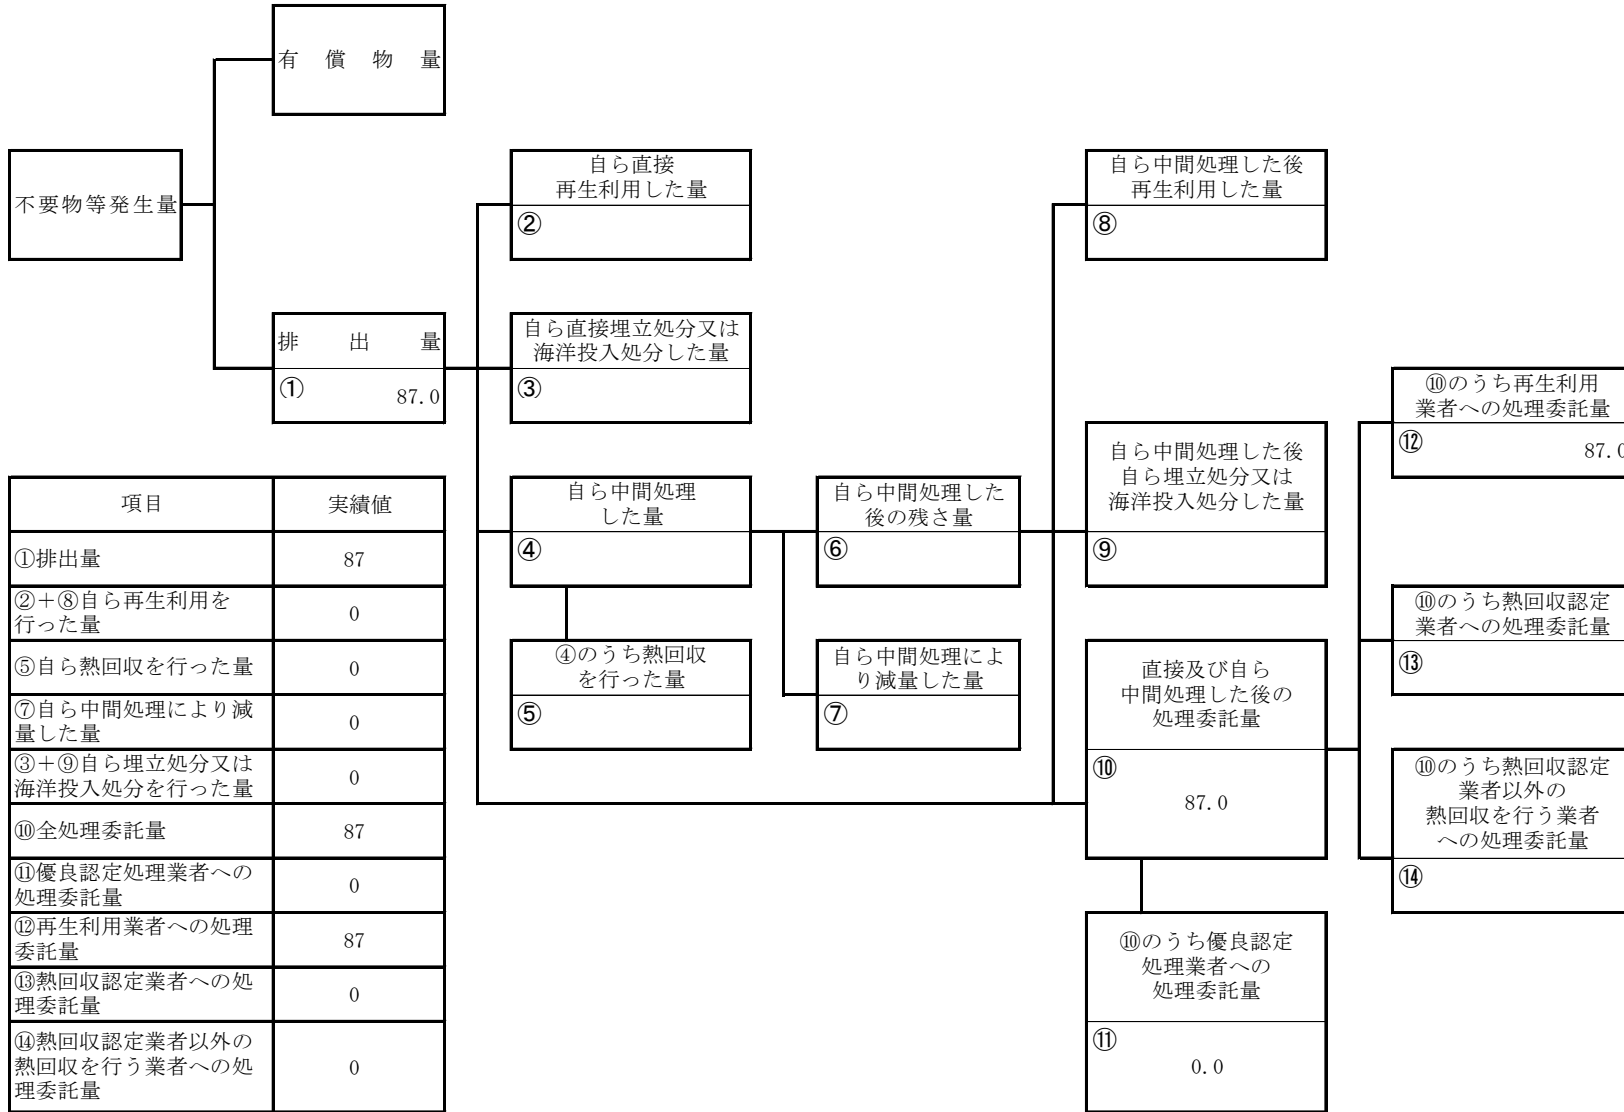 有償物量
不要物等発生量
自ら直接
再生利用した量
②
自ら中間処理した後
再生利用した量
⑧
排出量
① 87.0
自ら直接埋立処分又は
海洋投入処分した量
③
⑩のうち再生利用
業者への処理委託量
⑫ 87.0
自ら中間処理
した量
④
自ら中間処理した
後の残さ量
⑥
自ら中間処理した後
自ら埋立処分又は
海洋投入処分した量
⑨
④のうち熱回収
を行った量
⑤
自ら中間処理によ
り減量した量
⑦
直接及び自ら
中間処理した後の
処理委託量
⑩
87.0
⑩のうち熱回収認定
業者への処理委託量
⑬
⑩のうち熱回収認定
業者以外の
熱回収を行う業者
への処理委託量
⑭
⑩のうち優良認定
処理業者への
処理委託量
⑪
0.0
項目 実績値
①排出量 87
②+⑧自ら再生利用を
行った量 0
⑤自ら熱回収を行った量 0
⑦自ら中間処理により減
量した量 0
③+⑨自ら埋立処分又は
海洋投入処分を行った量 0
⑩全処理委託量 87
⑪優良認定処理業者への
処理委託量 0
⑫再生利用業者への処理
委託量 87
⑬熱回収認定業者への処
理委託量 0
⑭熱回収認定業者以外の
熱回収を行う業者への処
理委託量 0